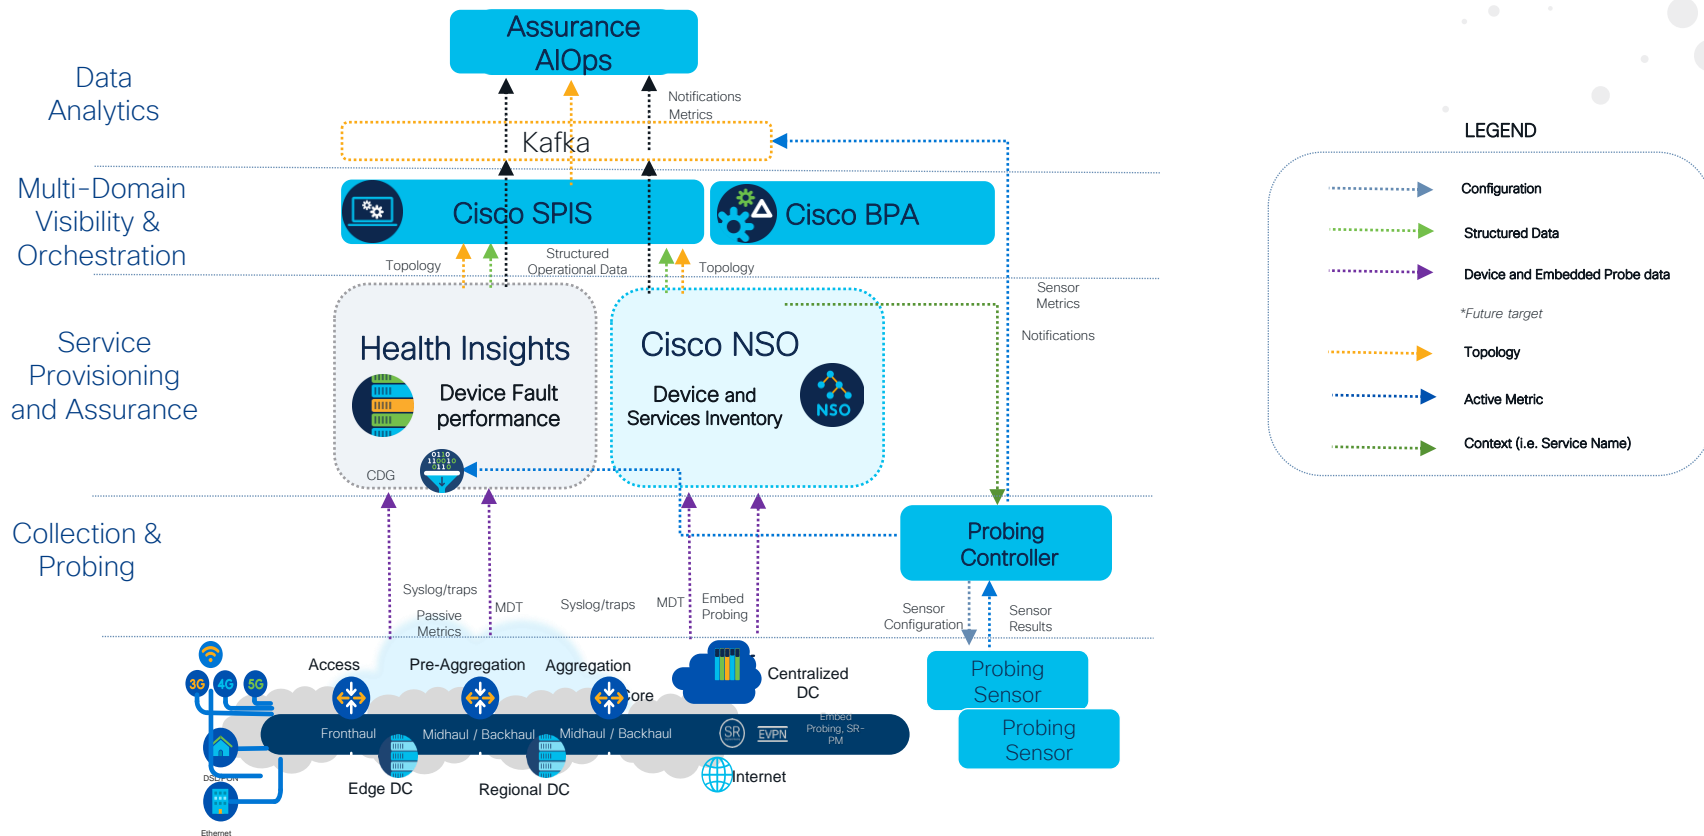 Assurance
AIOps
Data
Analytics
Notifications
Metrics
Kafka
LEGEND
Configuration
Structured Data
Device and Embedded Probe data
*Future target
Topology
Active Metric
Context (i.e. Service Name)
Multi-Domain
Visibility &
Orchestration
Cisco SPIS
Cisco BPA
Topology
Structured
Operational Data
Topology
Sensor
Metrics
Notifications
Service
Provisioning
and Assurance
Health Insights
Device Fault
performance
CDG
0110
110010
0110
Cisco NSO
Device and
Services Inventory
NSO
Collection &
Probing
Probing
Controller
Syslog/traps
Passive
Metrics
MDT
Syslog/traps
MDT
Embed
Probing
Sensor
Configuration
Sensor
Results
Probing
Sensor
Probing
Sensor
3G
4G
5G
Access
Pre-Aggregation
Aggregation
Core
Centralized
DC
Fronthaul
Midhaul / Backhaul
Midhaul / Backhaul
SR
EVPN
Embed
Probing, SR-
PM
DSL/PON
Edge DC
Regional DC
Internet
Ethernet